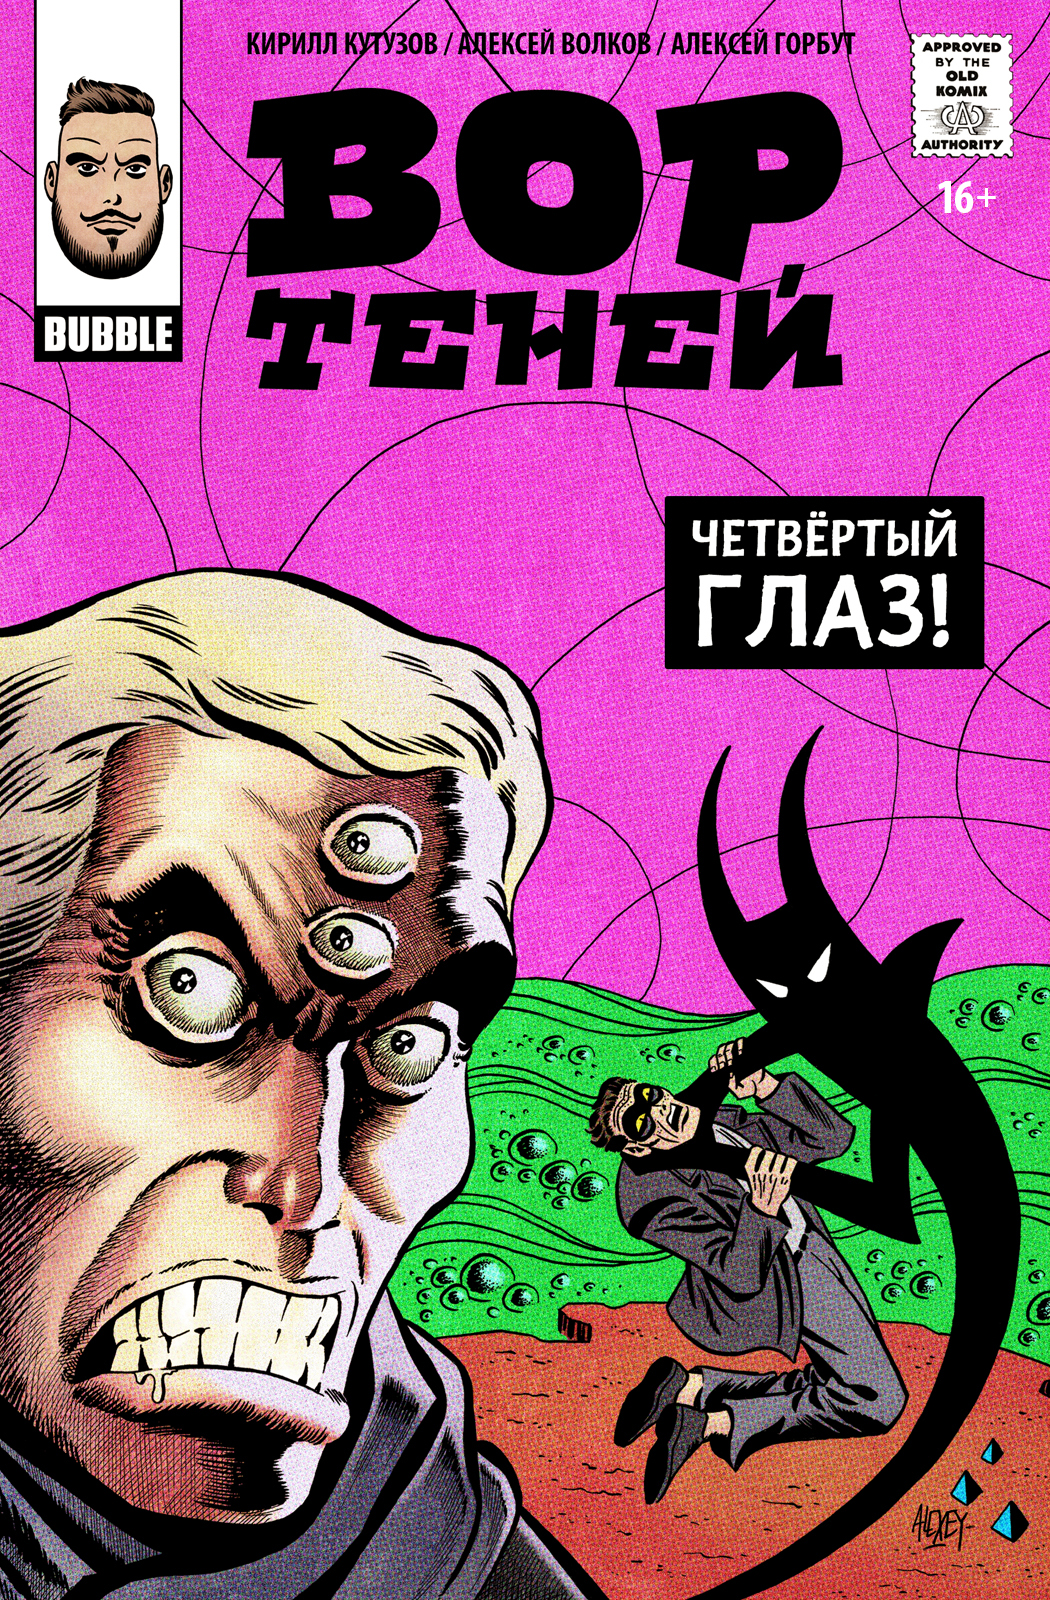 КИРИЛЛ КУТУЗОВ / АЛЕКСЕЙ ВОЛКОВ / АЛЕКСЕЙ ГОРБУТ
ВОР
ТЕНЕЙ
APPROVED
BY THE
OLD
KOMIX
CA
AUTHORITY
16+
BUBBLE
ЧЕТВЁРТЫЙ
ГЛАЗ!
ALEXEY